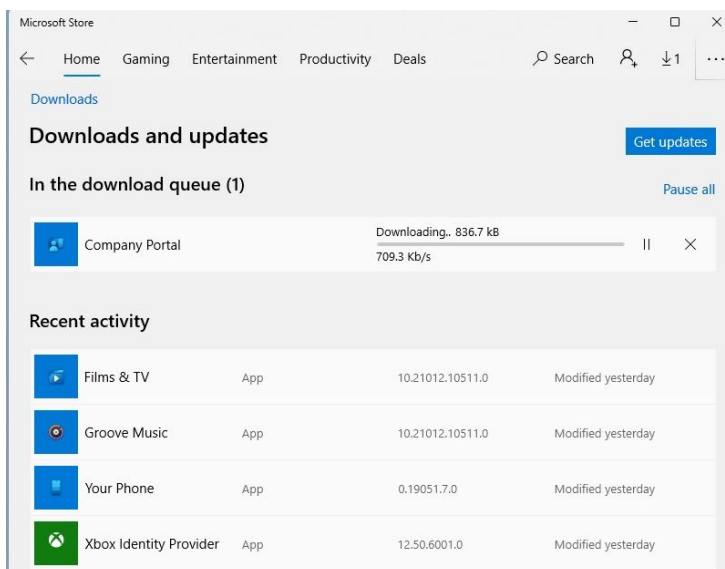 Microsoft Store
Home Gaming Entertainment Productivity Deals Search 1
Downloads
Downloads and updates Get updates
In the download queue (1) Pause all
Company Portal Downloading.. 836.7 kB
709.3 Kb/s
Recent activity
Films & TV App 10.21012.10511.0 Modified yesterday
Groove Music App 10.21012.10511.0 Modified yesterday
Your Phone App 0.19051.7.0 Modified yesterday
Xbox Identity Provider App 12.50.6001.0 Modified yesterday